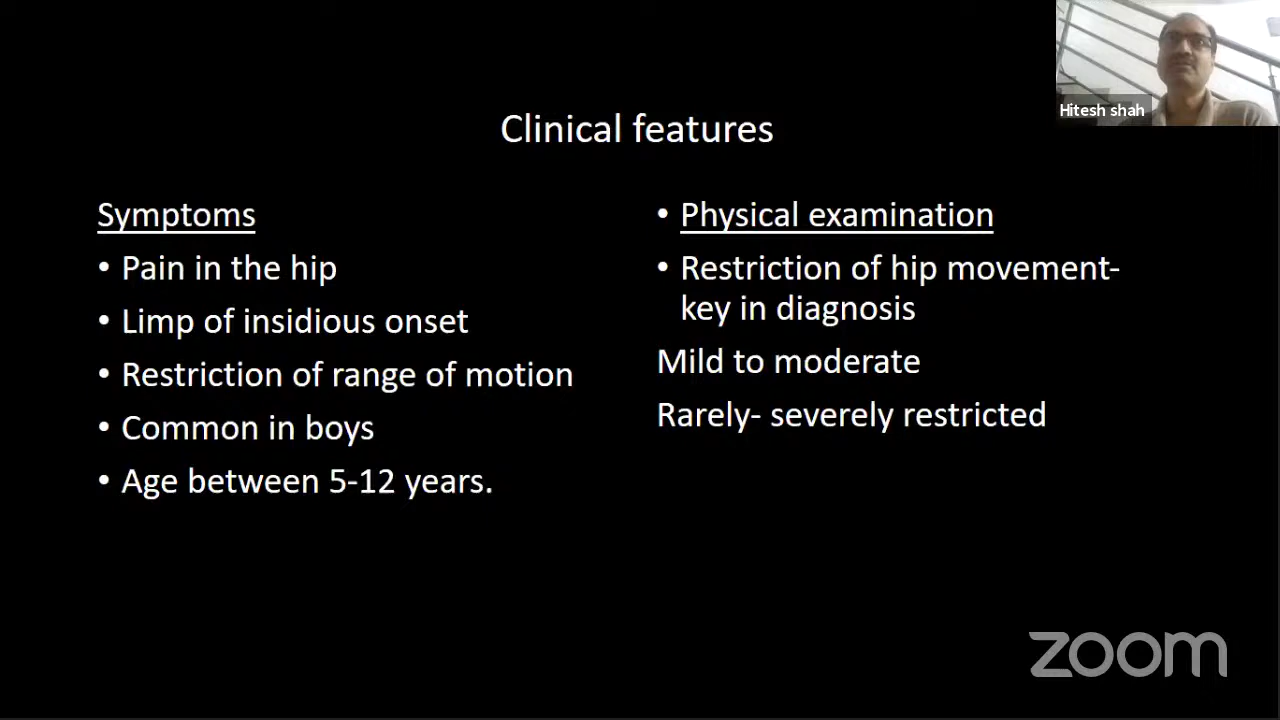 Hitesh shah
Clinical features
Symptoms
• Pain in the hip
• Limp of insidious onset
• Restriction of range of motion
• Common in boys
• Age between 5-12 years.
• Physical examination
• Restriction of hip movement-
key in diagnosis
Mild to moderate
Rarely- severely restricted
zoom